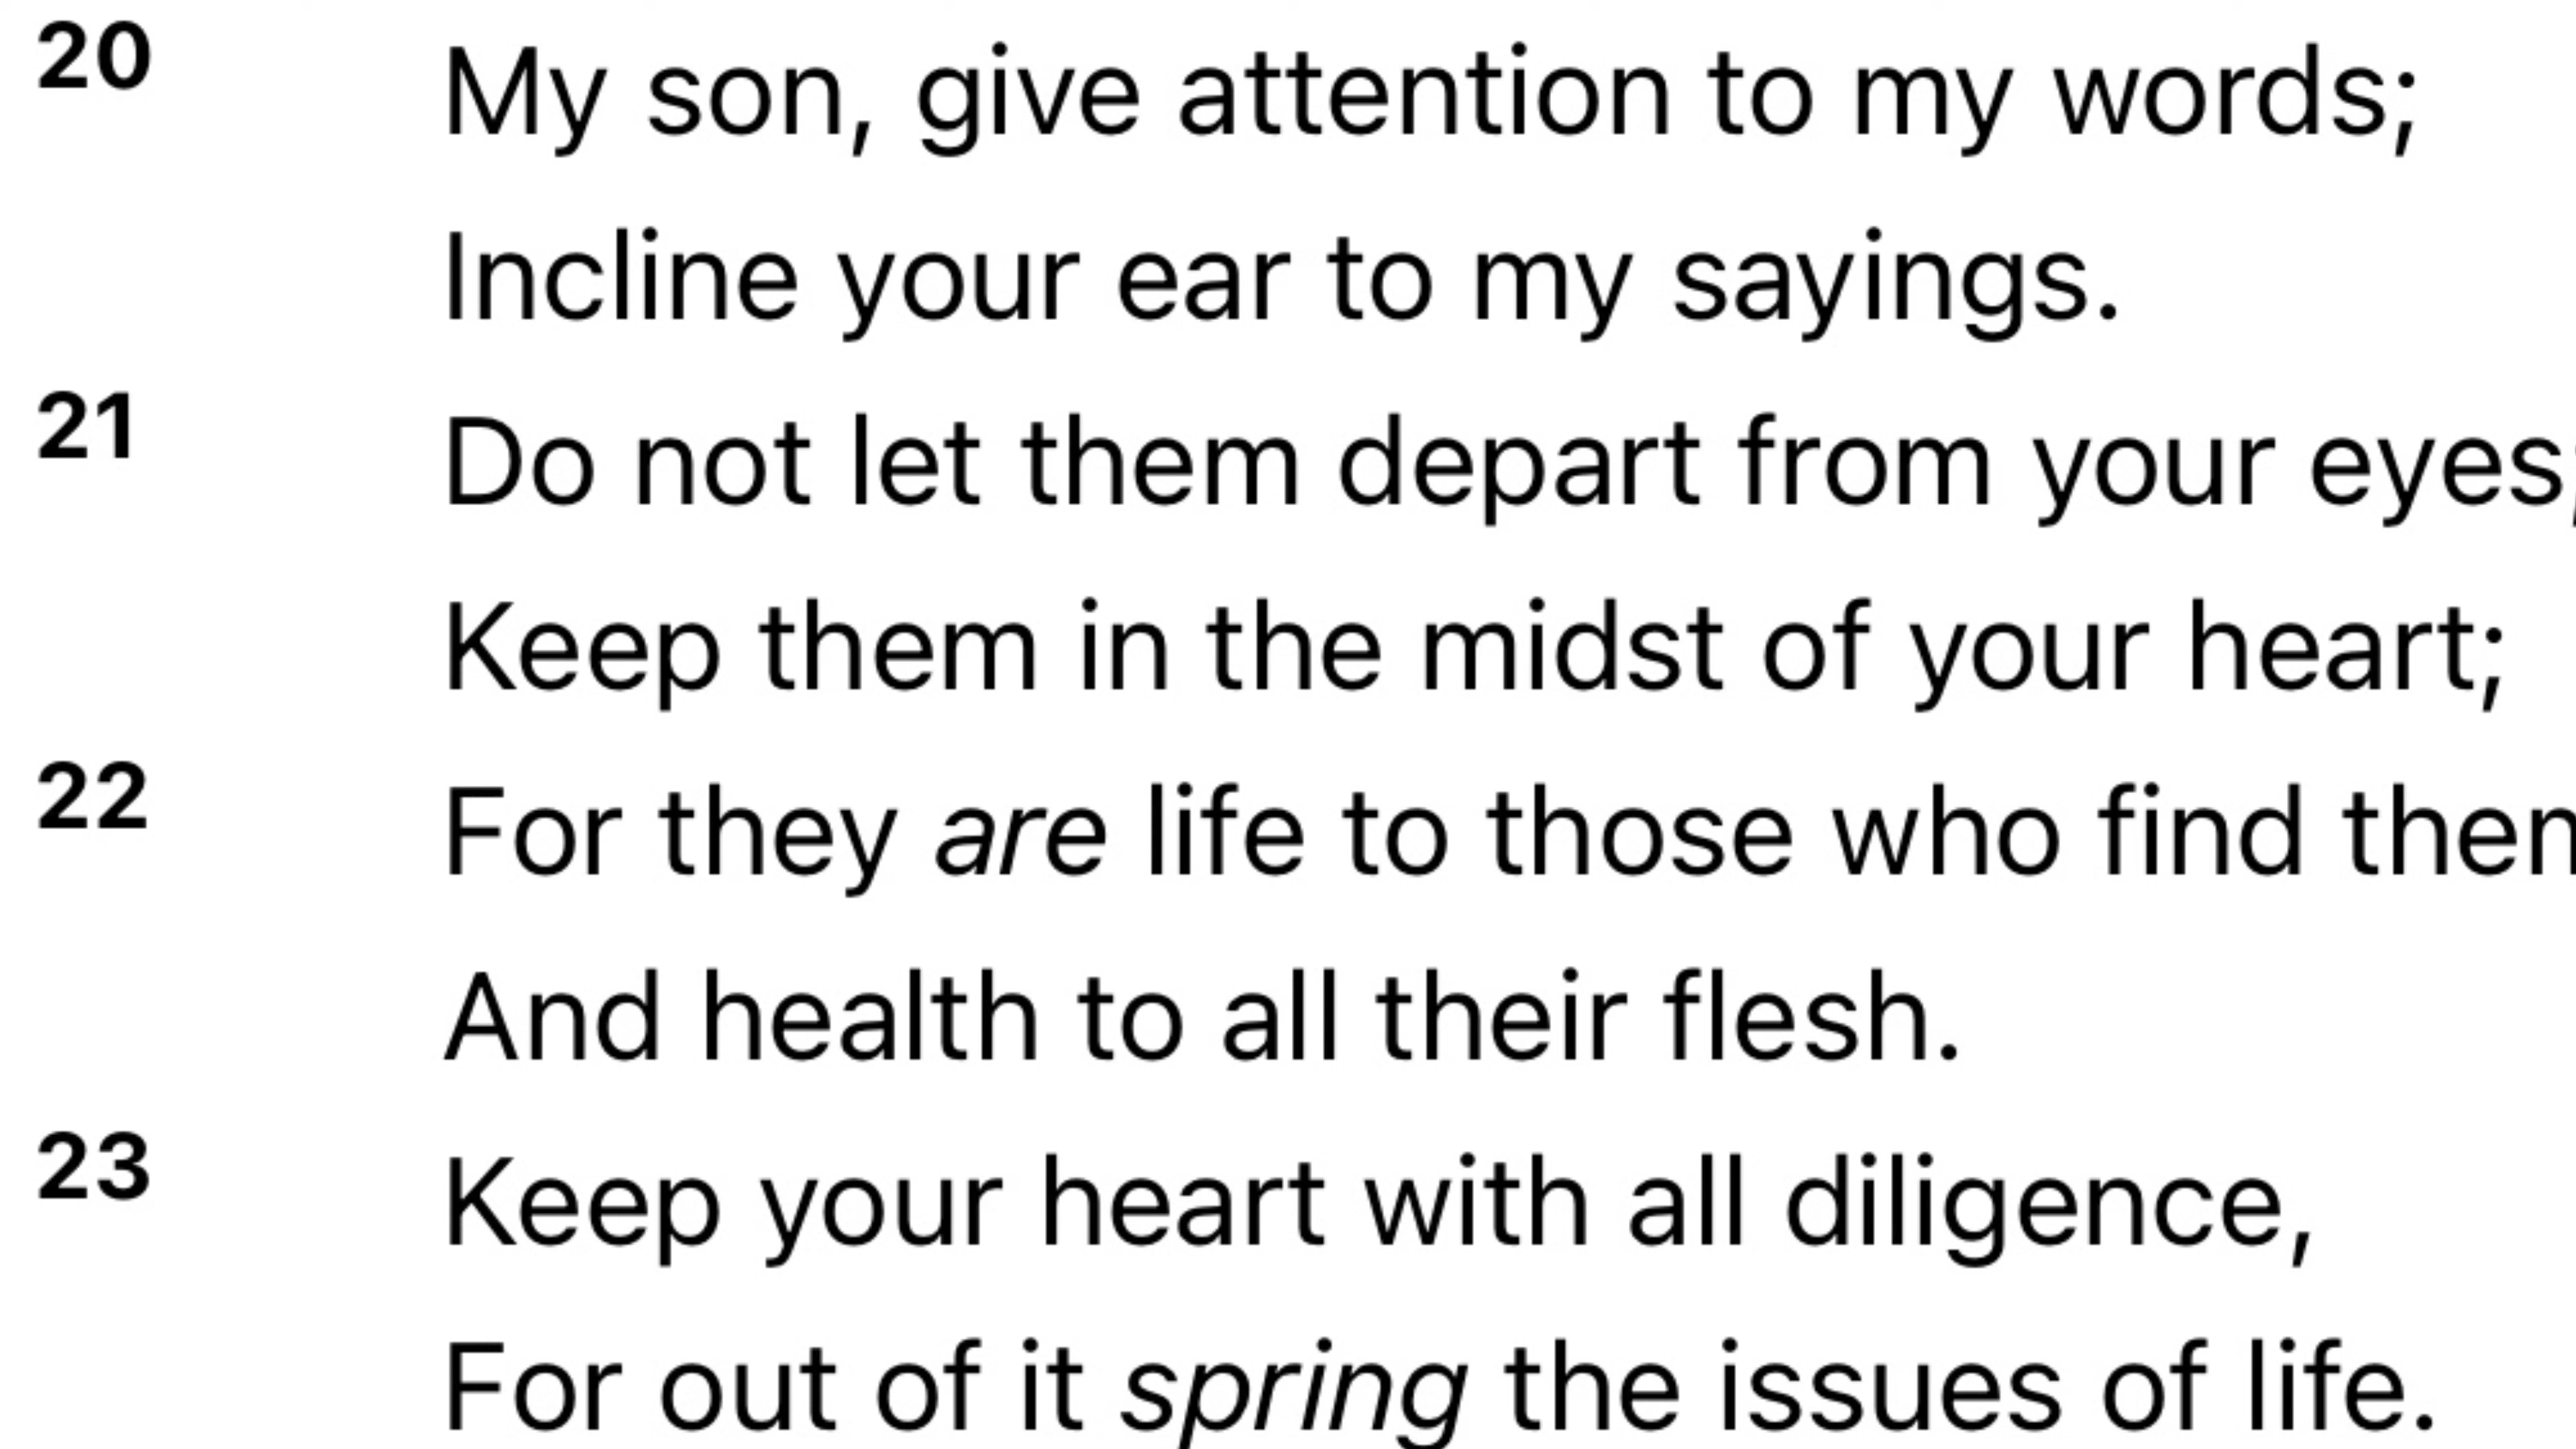 20 My son, give attention to my words;
Incline your ear to my sayings.
21 Do not let them depart from your eyes;
Keep them in the midst of your heart;
22 For they are life to those who find
And health to all their flesh.
23 Keep your heart with all diligence,
For out of it spring the issues of life.